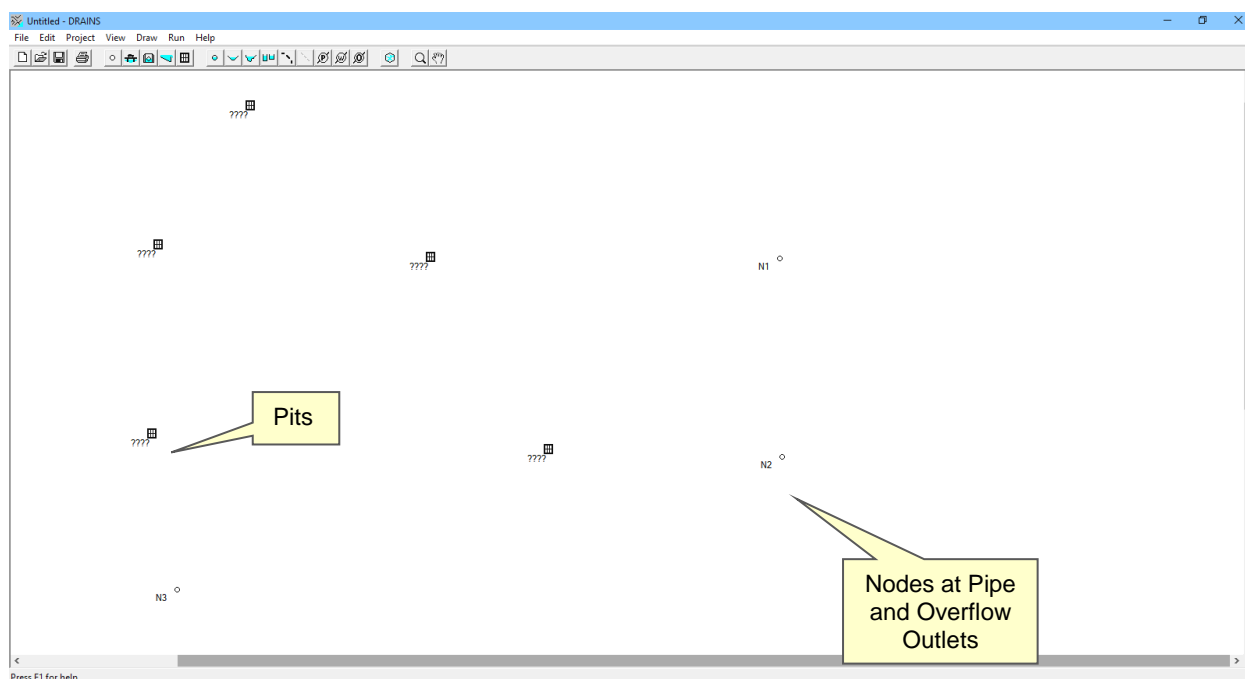 Untitled - DRAINS
File Edit Project View Draw Run Help
????
????
????
N1
Pits
????
????
N2
N3
Nodes at Pipe
and Overflow
Outlets
Press F1 for help